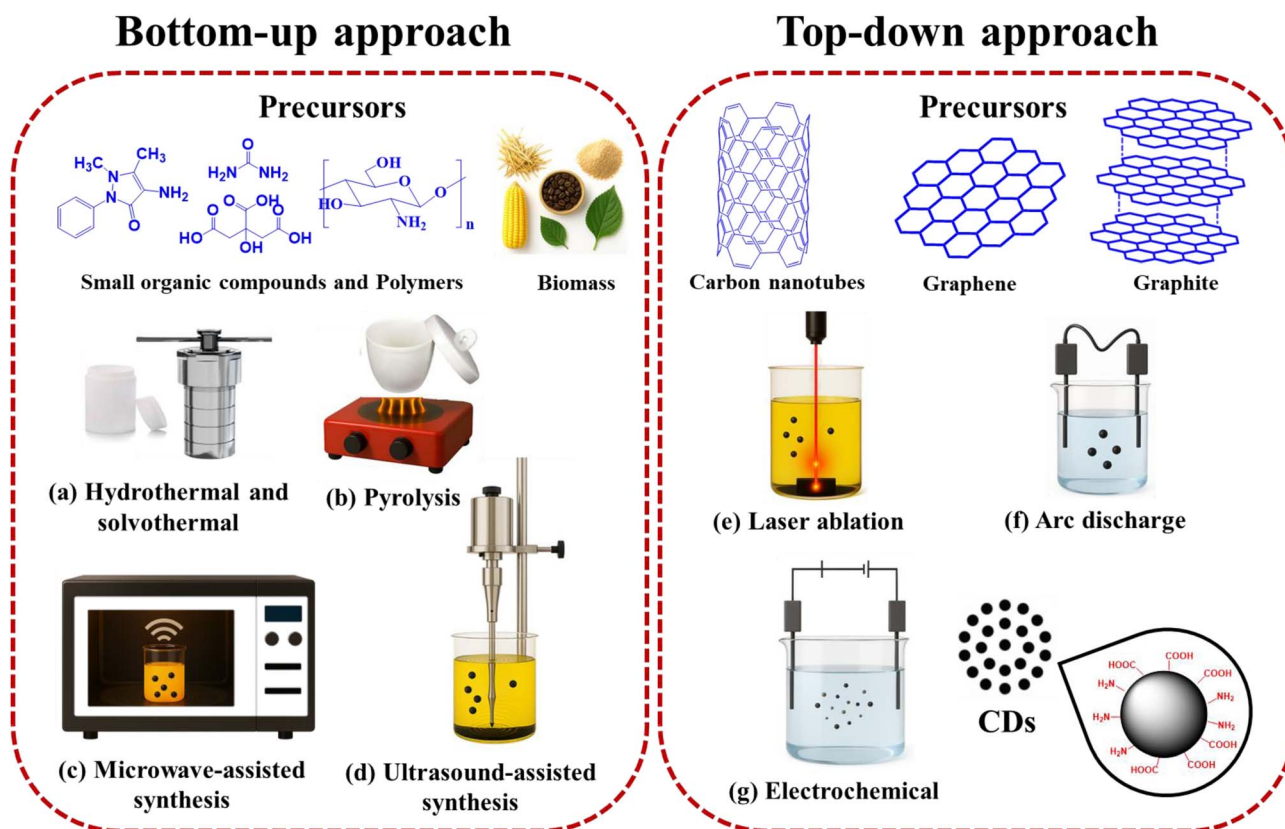 Bottom-up approach
Precursors
H₃C
CH₃
N
N
NH₂
O
O
H₂N
NH₂
O
OH
O
O
HO
OH
OH
OH
O
O
HO
NH₂
n
Small organic compounds and Polymers
Biomass
(a) Hydrothermal and
solvothermal
(b) Pyrolysis
(c) Microwave-assisted
synthesis
(d) Ultrasound-assisted
synthesis
Top-down approach
Precursors
Carbon nanotubes
Graphene
Graphite
(e) Laser ablation
(f) Arc discharge
(g) Electrochemical
CDs
COOH
HOOC
COOH
H₂N
NH₂
H₂N
NH₂
H₂N
COOH
HOOC
COOH